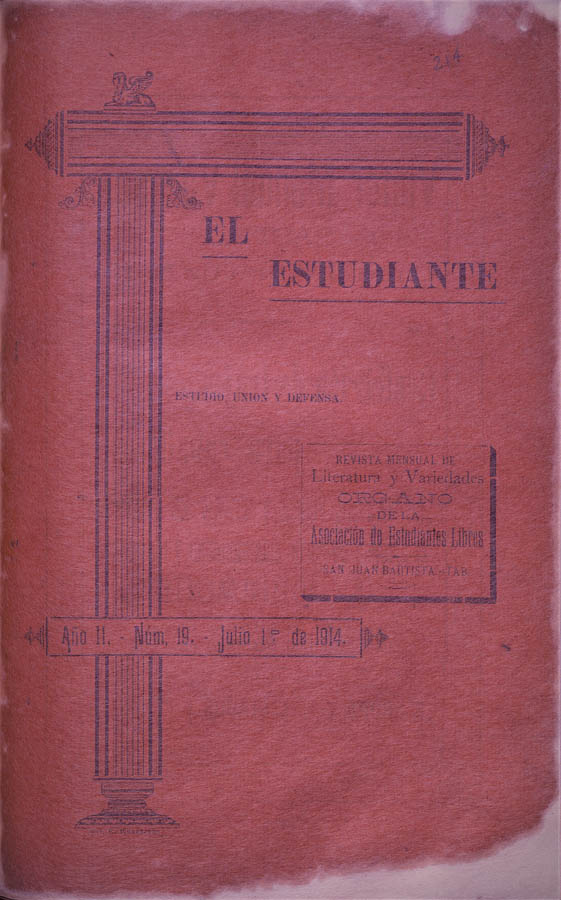 214
EL
ESTUDIANTE
ESTUDIO, UNION Y DEFENSA.
REVISTA MENSUAL DE
Literatura y Variedades
ORGANO
DE LA
Asociación de Estudiantes Libres
SAN JUAN BAUTISTA.-TAB.
Año II. - Núm. 19. - Julio 1º de 1914.